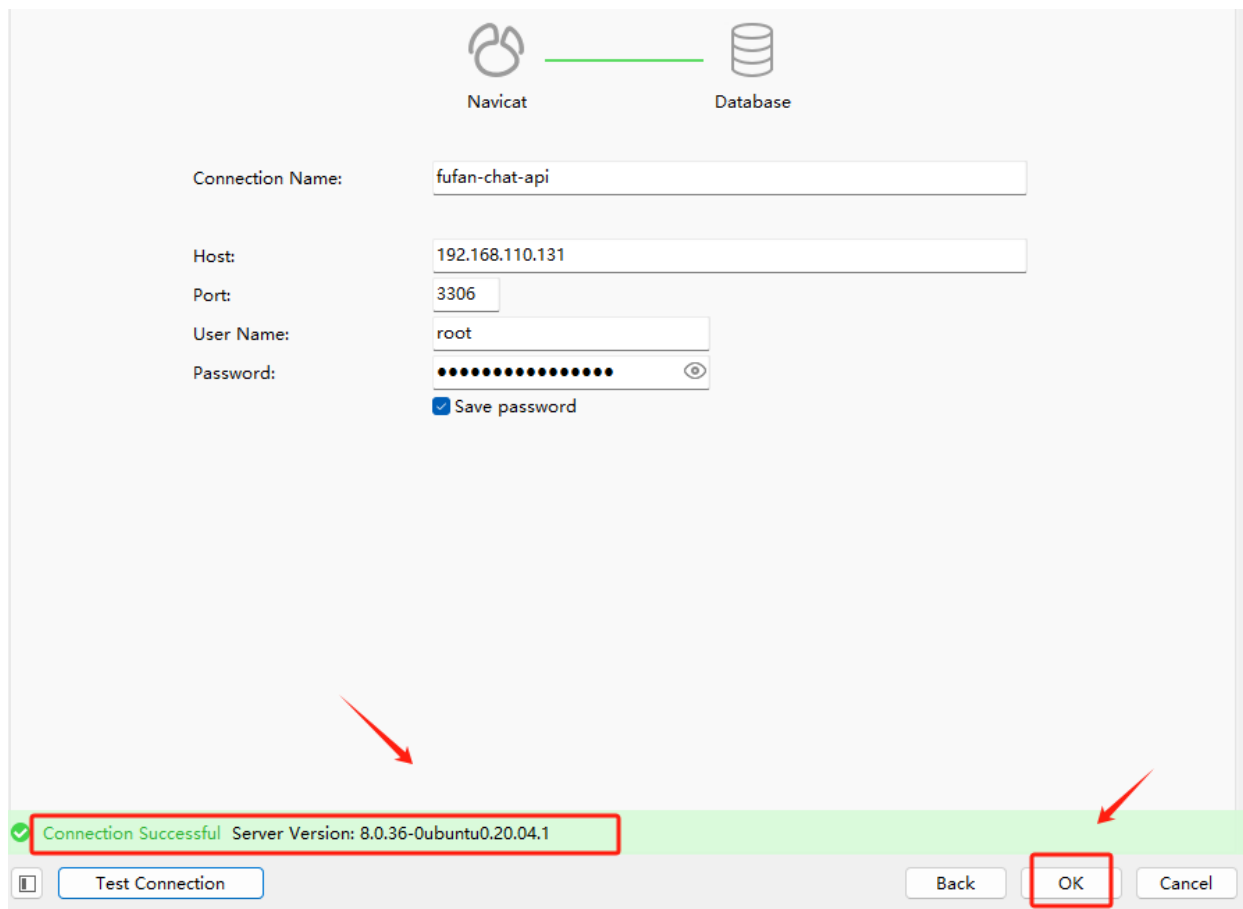 Navicat
Database
Connection Name:
fufan-chat-api
Host:
192.168.110.131
Port:
3306
User Name:
root
Password:
●●●●●●●●●●●●●●●●
Save password
Connection Successful Server Version: 8.0.36-0ubuntu0.20.04.1
Test Connection
Back
OK
Cancel